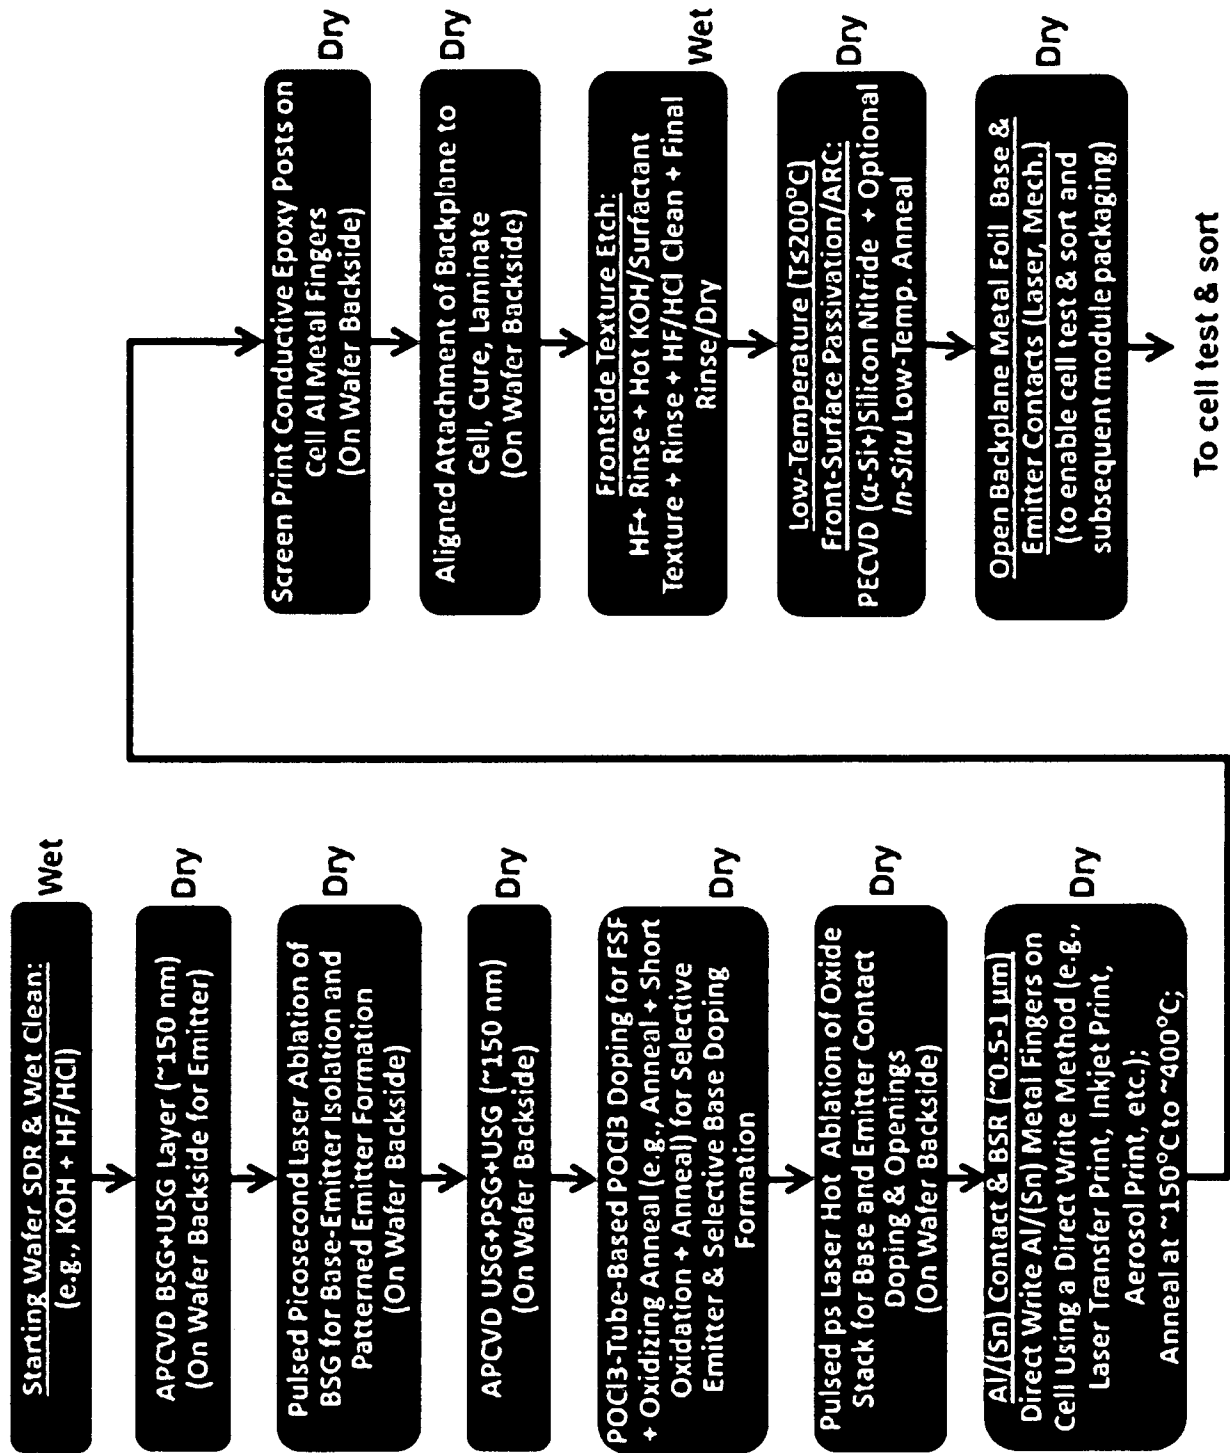 Starting Wafer SDR & Wet Clean:
(e.g., KOH + HF/HCl)
Wet
APCVD BSG+USG Layer (~150 nm)
(On Wafer Backside for Emitter)
Dry
Pulsed Picosecond Laser Ablation of
BSG for Base-Emitter Isolation and
Patterned Emitter Formation
(On Wafer Backside)
Dry
APCVD USG+PSG+USG (~150 nm)
(On Wafer Backside)
Dry
POCl3-Tube-Based POCl3 Doping for FSF
+ Oxidizing Anneal (e.g., Anneal + Short
Oxidation + Anneal) for Selective
Emitter & Selective Base Doping
Formation
Dry
Pulsed ps Laser Hot Ablation of Oxide
Stack for Base and Emitter Contact
Doping & Openings
(On Wafer Backside)
Dry
Al/(Sn) Contact & BSR (~0.5-1 µm)
Direct Write Al/(Sn) Metal Fingers on
Cell Using a Direct Write Method (e.g.,
Laser Transfer Print, Inkjet Print,
Aerosol Print, etc.);
Anneal at ~150°C to ~400°C;
Dry
Screen Print Conductive Epoxy Posts on
Cell Al Metal Fingers
(On Wafer Backside)
Dry
Aligned Attachment of Backplane to
Cell, Cure, Laminate
(On Wafer Backside)
Dry
Frontside Texture Etch:
HF+ Rinse + Hot KOH/Surfactant
Texture + Rinse + HF/HCl Clean + Final
Rinse/Dry
Wet
Low-Temperature (T≤200°C)
Front-Surface Passivation/ARC:
PECVD (α-Si+)Silicon Nitride + Optional
In-Situ Low-Temp. Anneal
Dry
Open Backplane Metal Foil Base &
Emitter Contacts (Laser, Mech.)
(to enable cell test & sort and
subsequent module packaging)
Dry
To cell test & sort